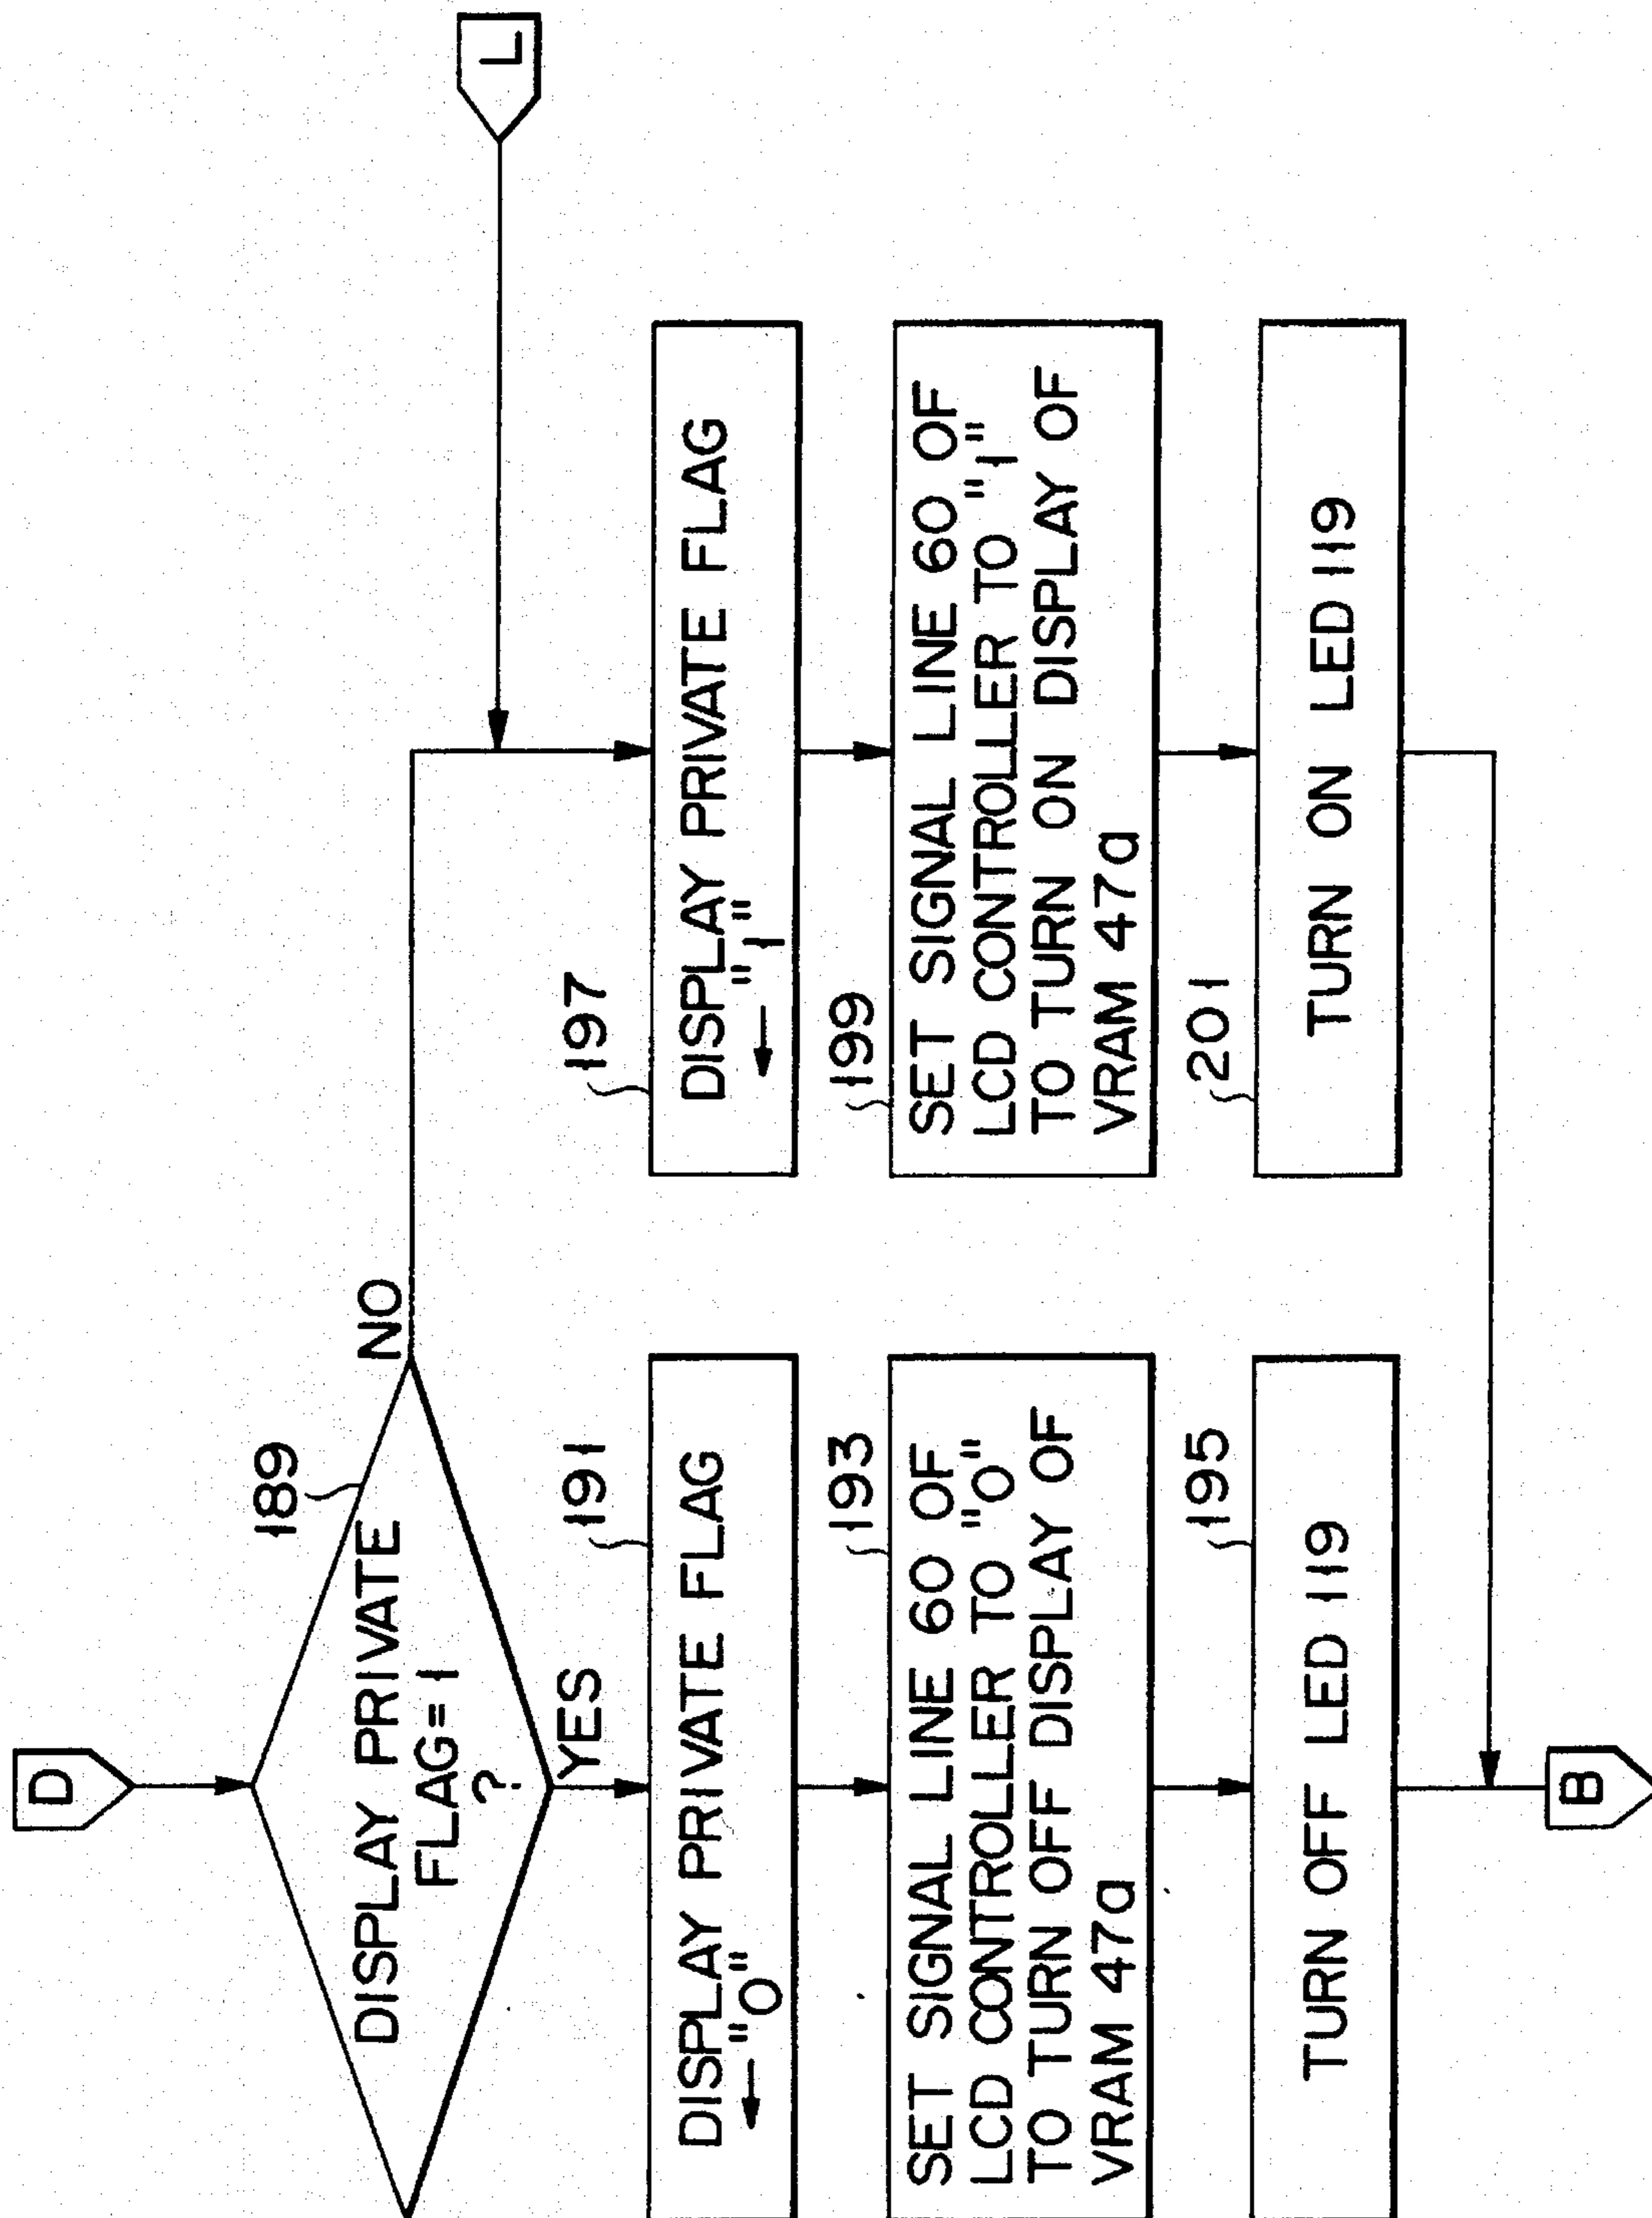 D
189
DISPLAY PRIVATE
FLAG=1
?
NO
YES
L
191
DISPLAY PRIVATE FLAG
← "0"
193
SET SIGNAL LINE 60 OF
LCD CONTROLLER TO "0"
TO TURN OFF DISPLAY OF
VRAM 47a
195
TURN OFF LED 119
197
DISPLAY PRIVATE FLAG
← "1"
199
SET SIGNAL LINE 60 OF
LCD CONTROLLER TO "1"
TO TURN ON DISPLAY OF
VRAM 47a
201
TURN ON LED 119
B